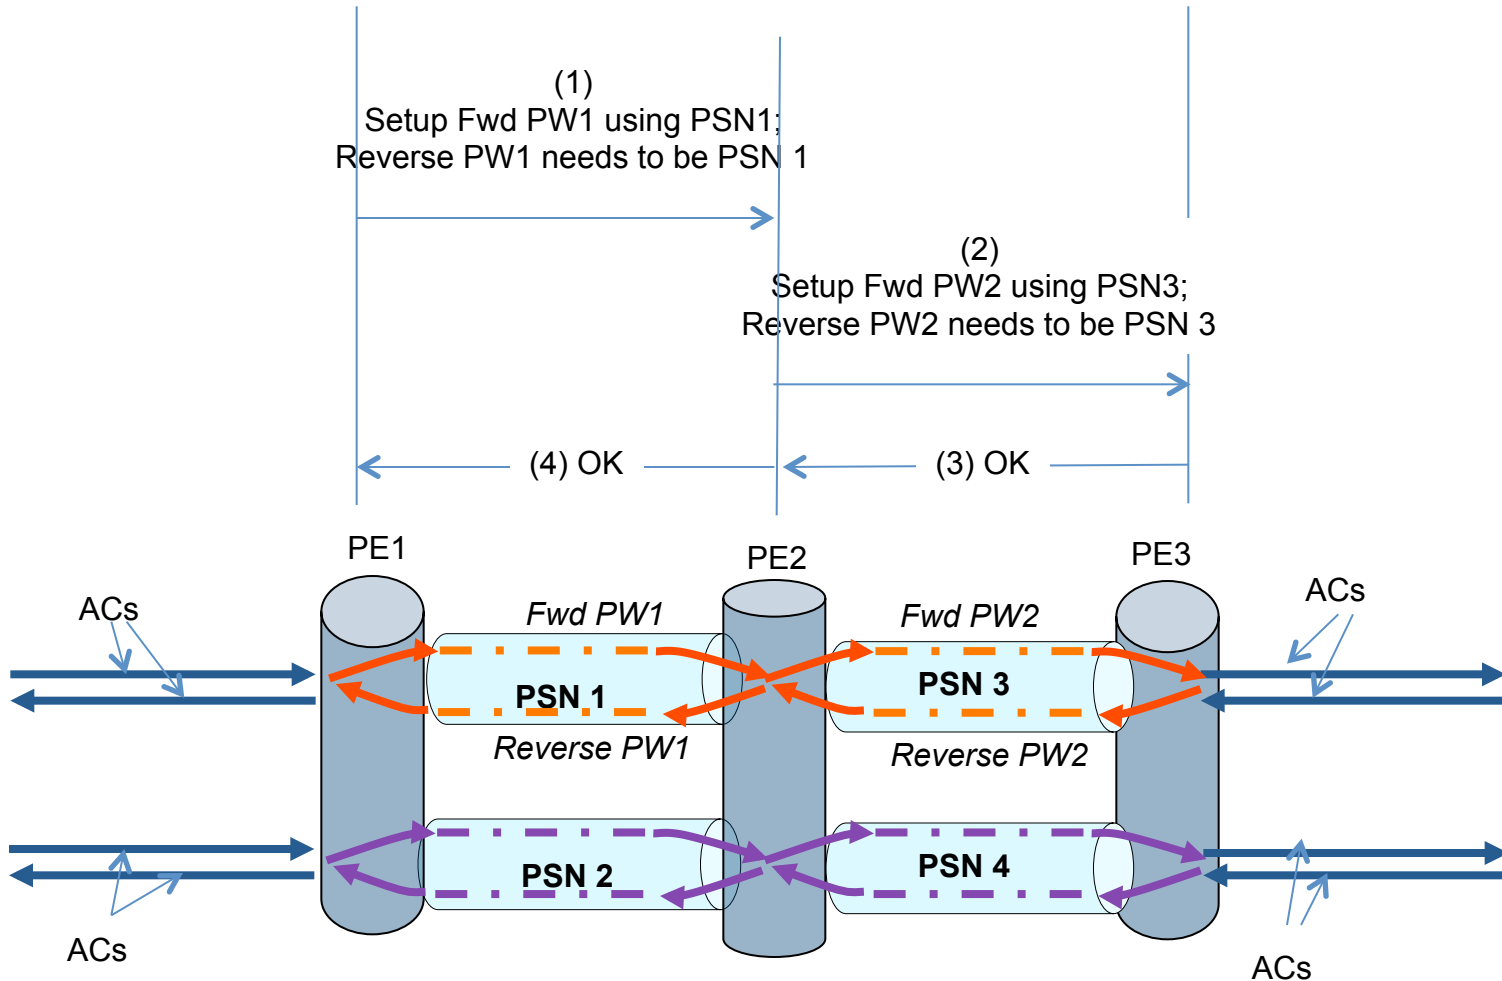 (1)
Setup Fwd PW1 using PSN1;
Reverse PW1 needs to be PSN 1
(2)
Setup Fwd PW2 using PSN3;
Reverse PW2 needs to be PSN 3
(4) OK
(3) OK
PE1
PE2
PE3
ACs
Fwd PW1
Fwd PW2
ACs
PSN 1
PSN 3
Reverse PW1
Reverse PW2
PSN 2
PSN 4
ACs
ACs